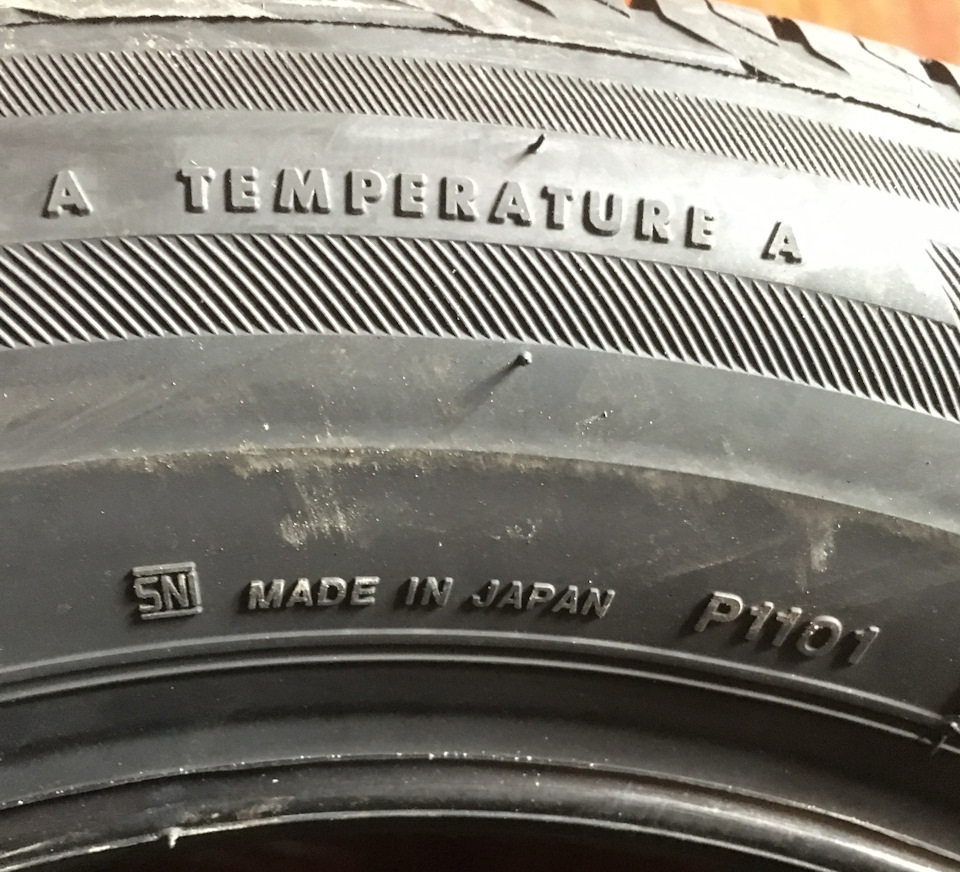 A TEMPERATURE A
SNI MADE IN JAPAN P1101